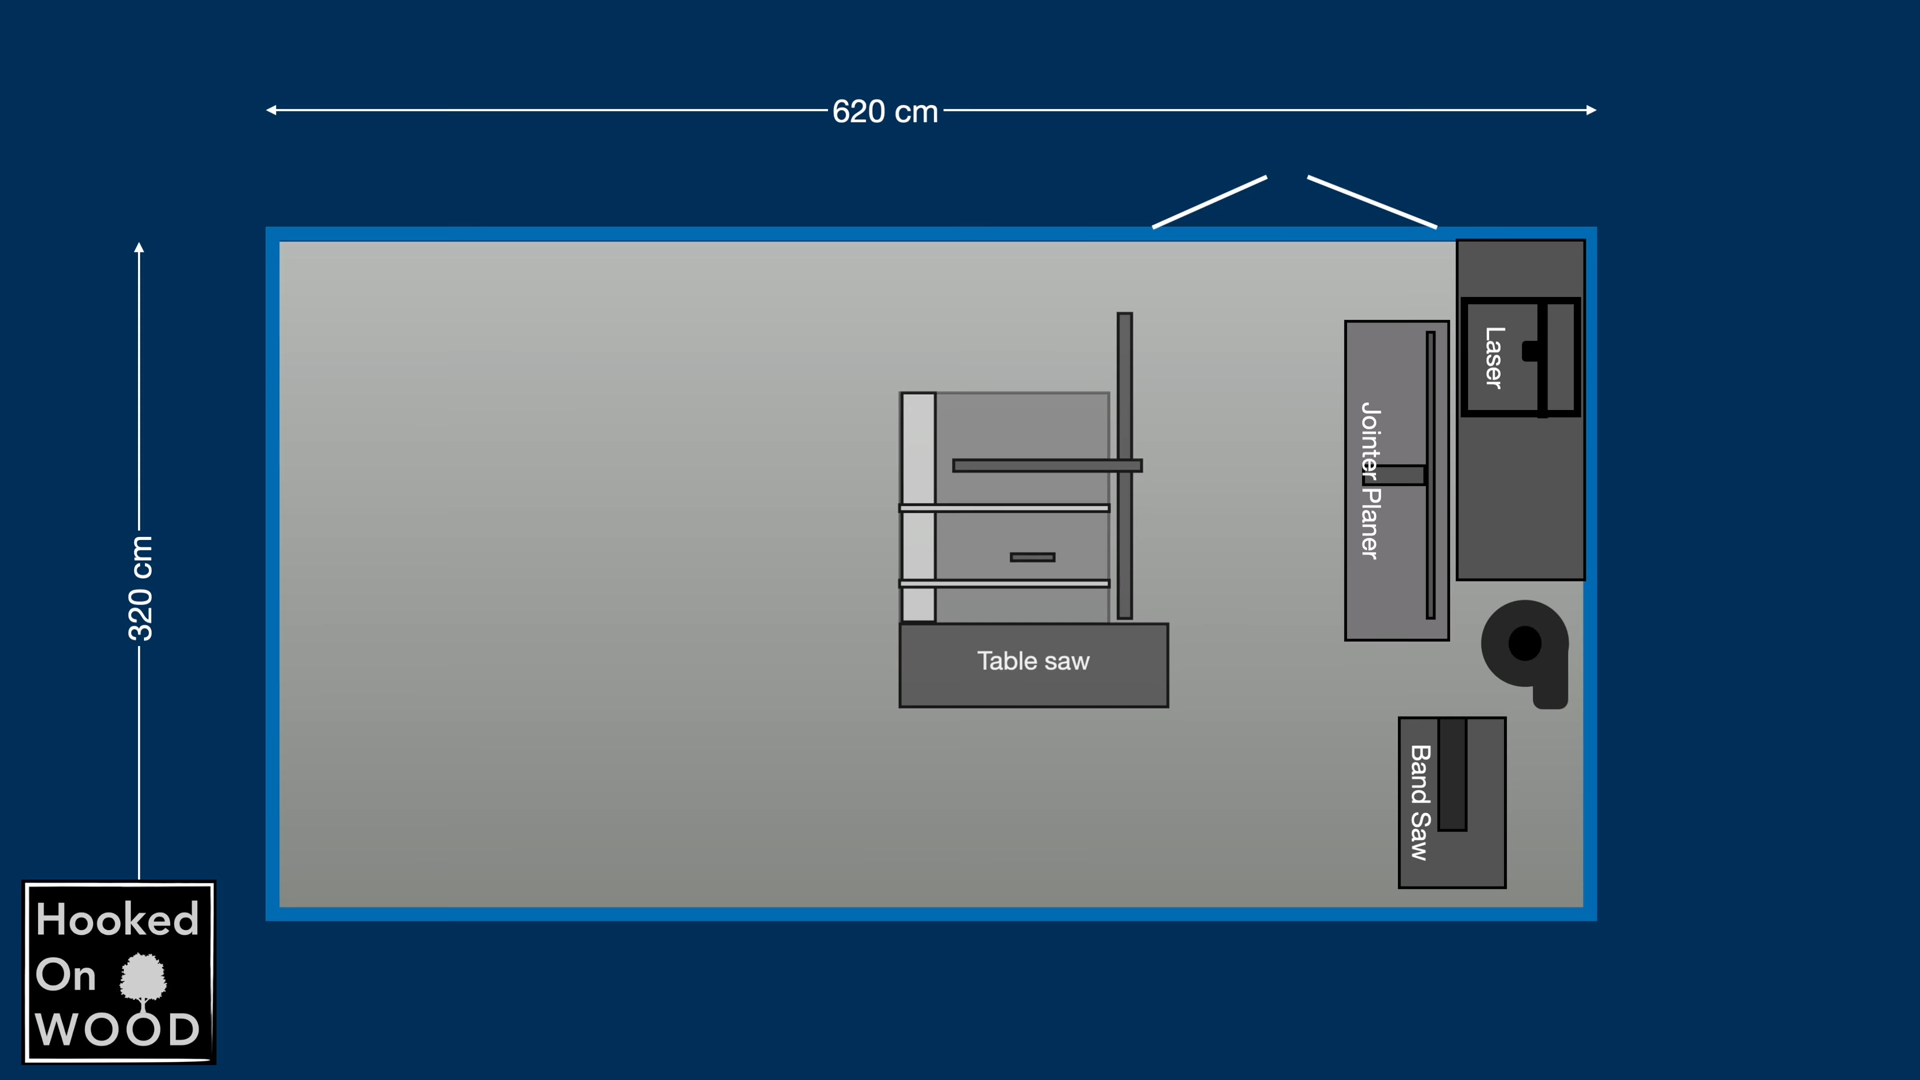 620 cm
320 cm
Laser
Jointer Planer
Table saw
Band Saw
Hooked
On
WOOD